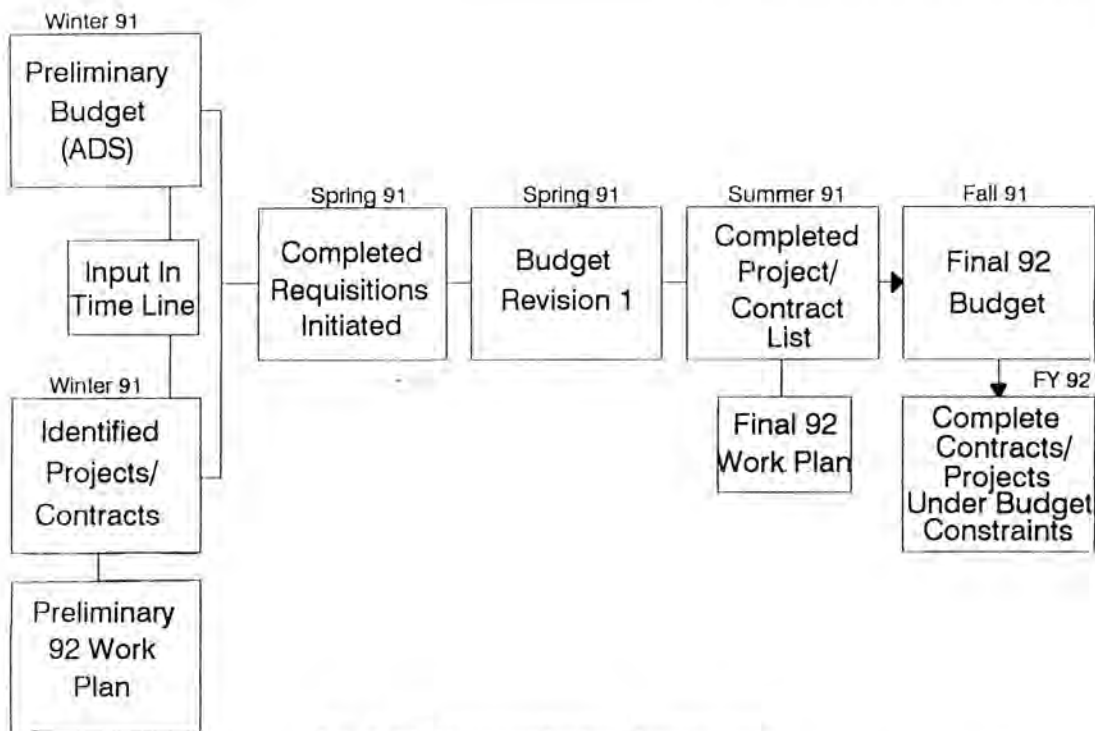 Winter 91
Preliminary
Budget
(ADS)
Input In
Time Line
Winter 91
Identified
Projects/
Contracts
Preliminary
92 Work
Plan
Spring 91
Completed
Requisitions
Initiated
Spring 91
Budget
Revision 1
Summer 91
Completed
Project/
Contract
List
Final 92
Work Plan
Fall 91
Final 92
Budget
FY 92
Complete
Contracts/
Projects
Under Budget
Constraints